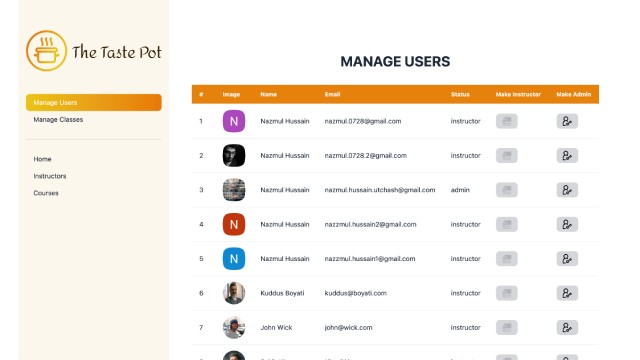 The Taste Pot
Manage Users
Manage Classes
Home
Instructors
Courses
MANAGE USERS
# Image Name Email Status Make Instructor Make Admin
1 N Nazmul Hussain nazmul.0728@gmail.com instructor
2 Nazmul Hussain nazmul.0728.2@gmail.com instructor
3 Nazmul Hussain nazmul.hussain.utchash@gmail.com admin
4 N Nazmul Hussain nazzmul.hussain2@gmail.com instructor
5 N Nazmul Hussain nazzmul.hussain1@gmail.com instructor
6 Kuddus Boyati kuddus@boyati.com instructor
7 John Wick john@wick.com instructor